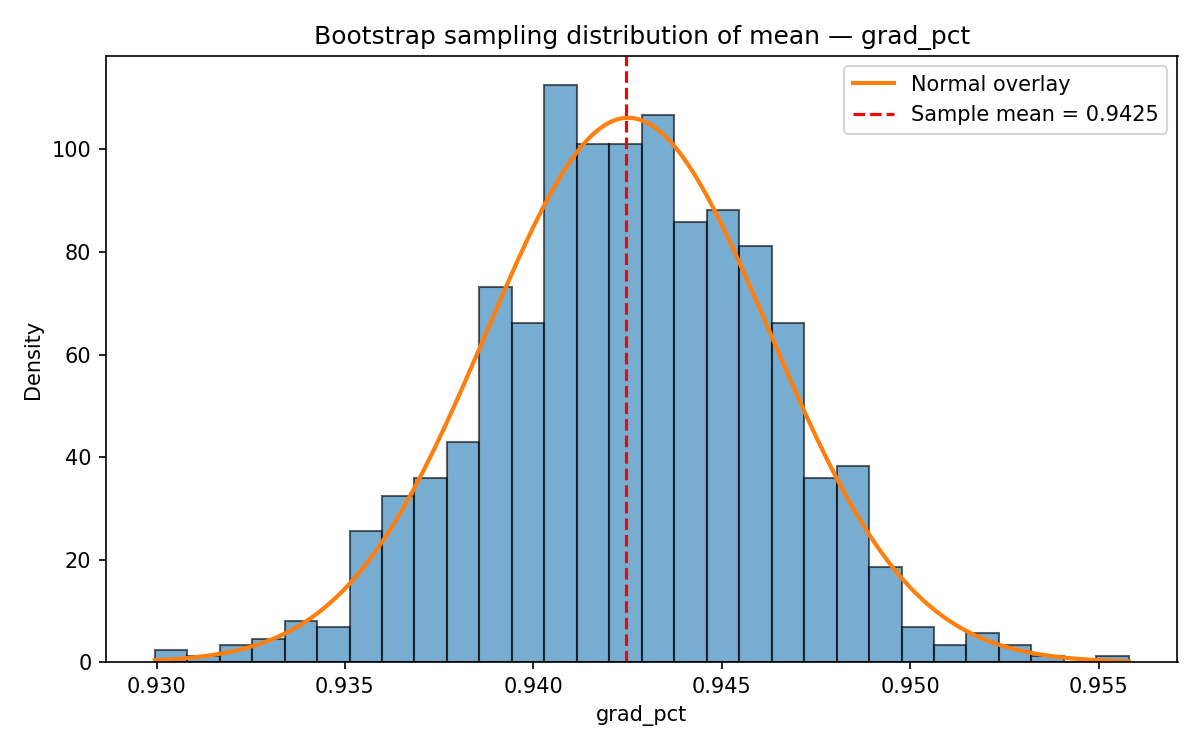 Bootstrap sampling distribution of mean — grad_pct
Normal overlay
Sample mean = 0.9425
Density
100
80
60
40
20
0
0.930 0.935 0.940 0.945 0.950 0.955
grad_pct